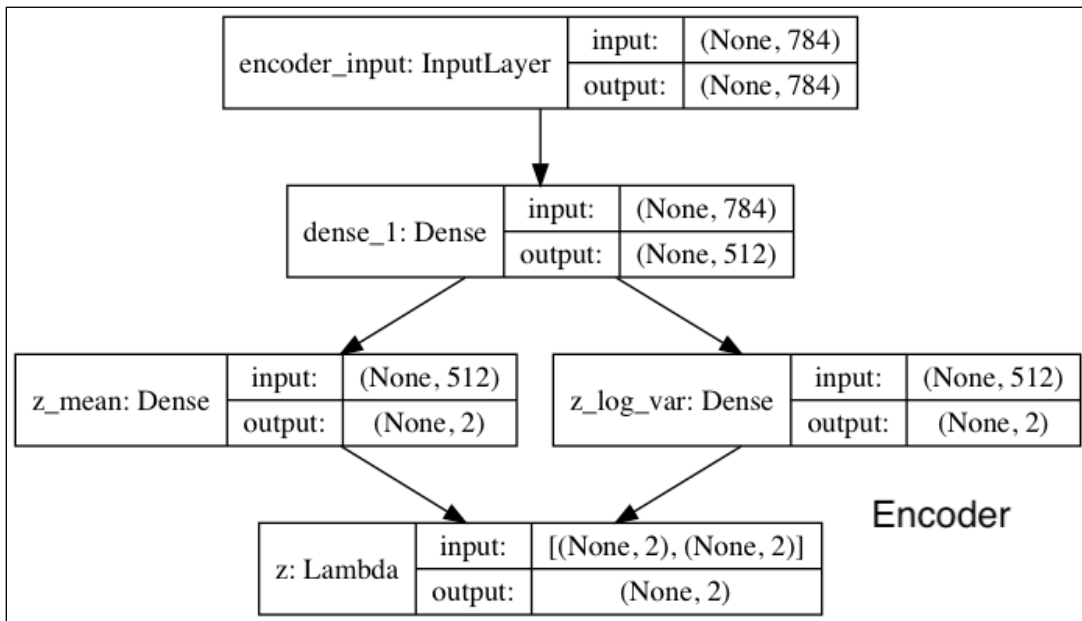 encoder_input: InputLayer
input: (None, 784)
output: (None, 784)
dense_1: Dense
input: (None, 784)
output: (None, 512)
z_mean: Dense
input: (None, 512)
output: (None, 2)
z_log_var: Dense
input: (None, 512)
output: (None, 2)
z: Lambda
input: [(None, 2), (None, 2)]
output: (None, 2)
Encoder